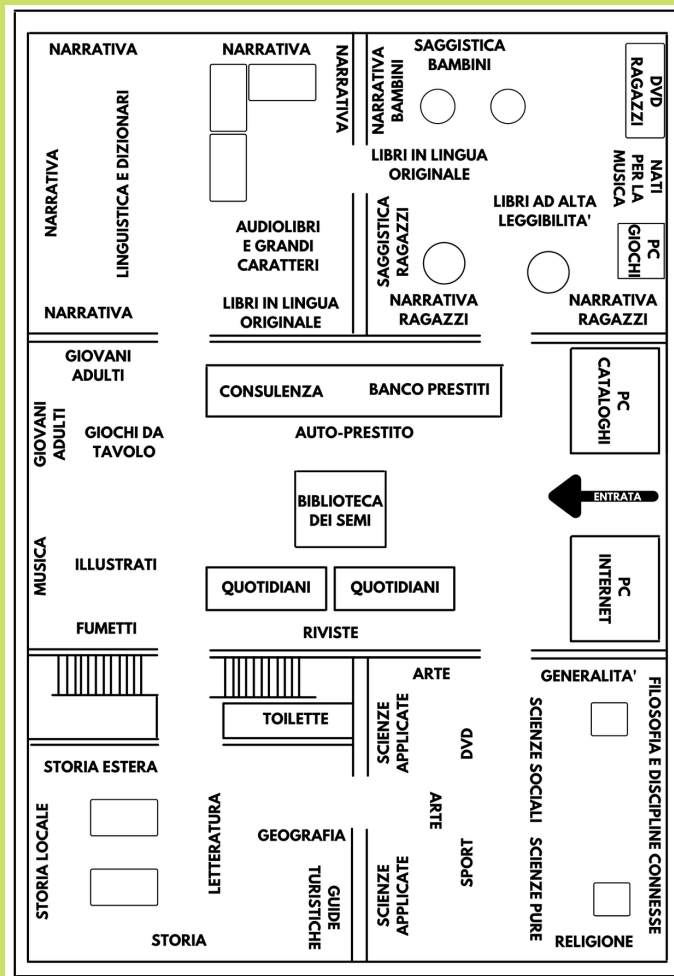 NARRATIVA
NARRATIVA
NARRATIVA
NARRATIVA
LINGUISTICA E DIZIONARI
AUDIOLIBRI
E GRANDI
CARATTERI
NARRATIVA
LIBRI IN LINGUA
ORIGINALE
NARRATIVA
BAMBINI
SAGGISTICA
BAMBINI
DVD
RAGAZZI
LIBRI IN LINGUA
ORIGINALE
NATI
PER LA
MUSICA
LIBRI AD ALTA
LEGGIBILITA'
SAGGISTICA
RAGAZZI
PC
GIOCHI
NARRATIVA
RAGAZZI
NARRATIVA
RAGAZZI
GIOVANI
ADULTI
GIOVANI
ADULTI
GIOCHI DA
TAVOLO
CONSULENZA
BANCO PRESTITI
AUTO-PRESTITO
PC
CATALOGHI
BIBLIOTECA
DEI SEMI
ENTRATA
MUSICA
ILLUSTRATI
QUOTIDIANI
QUOTIDIANI
PC
INTERNET
FUMETTI
RIVISTE
TOILETTE
ARTE
GENERALITA'
SCIENZE
APPLICATE
DVD
SCIENZE SOCIALI
FILOSOFIA E DISCIPLINE CONNESSE
STORIA ESTERA
STORIA LOCALE
LETTERATURA
GEOGRAFIA
GUIDE
TURISTICHE
STORIA
ARTE
SCIENZE
APPLICATE
SPORT
SCIENZE PURE
RELIGIONE